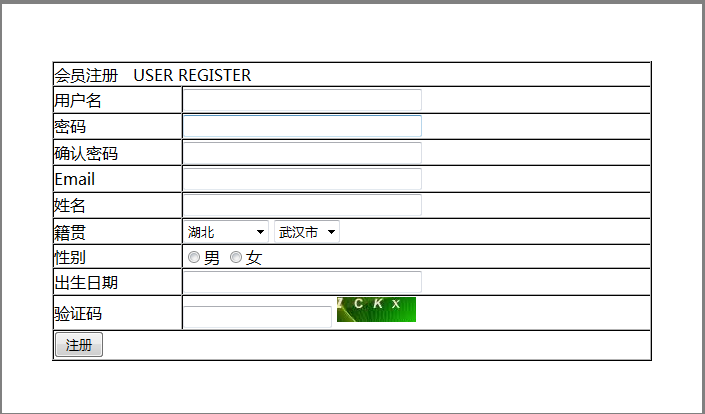 会员注册 USER REGISTER
用户名
密码
确认密码
Email
姓名
籍贯 湖北 武汉市
性别 男 女
出生日期
验证码 Z C K X
注册